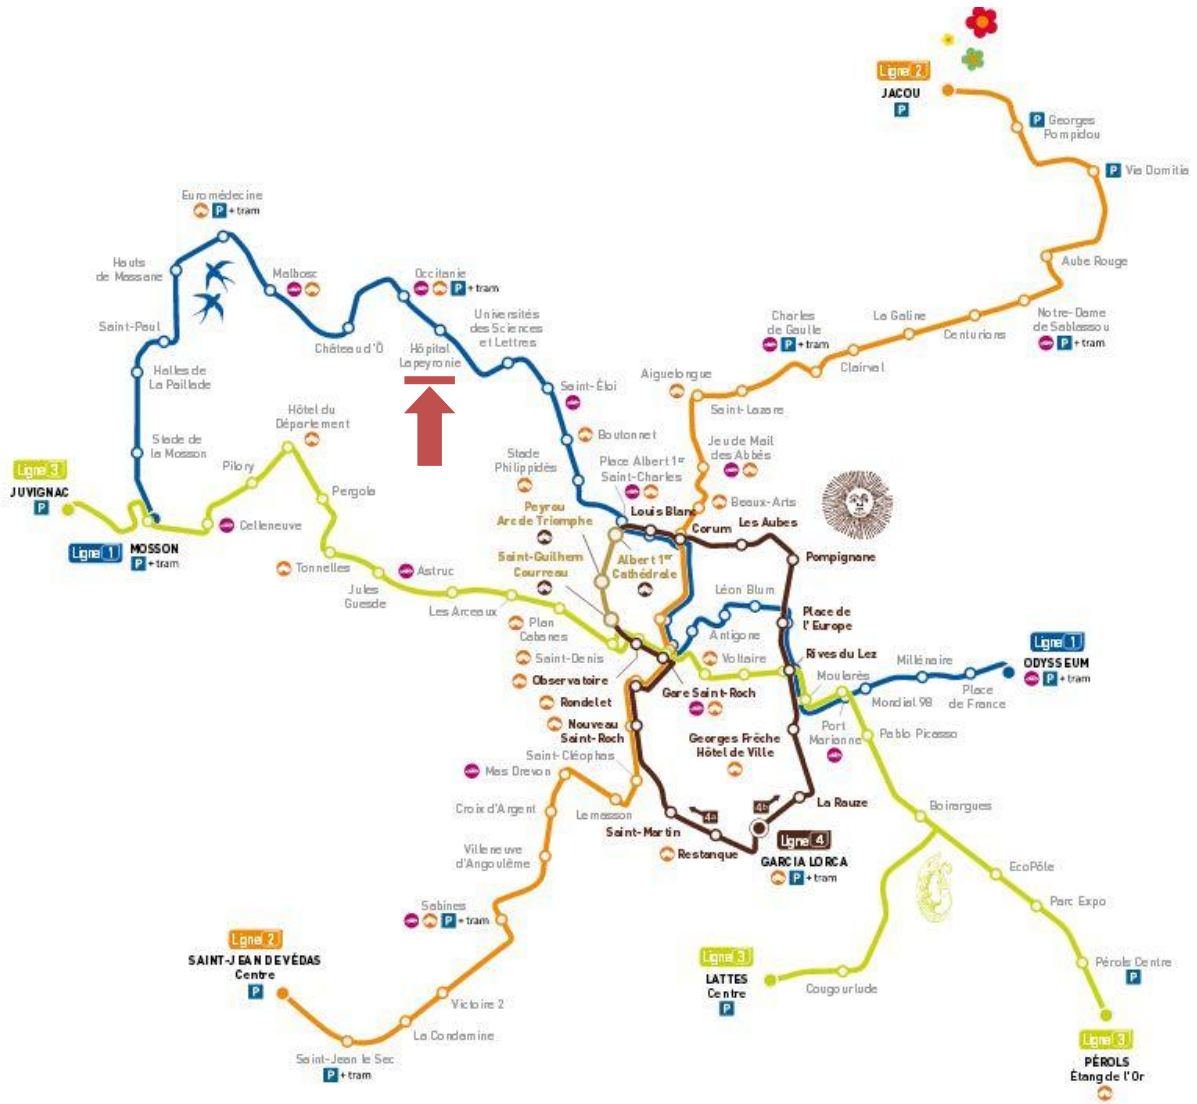 Ligne 2
JACOU
P
P Georges
Pompidou
P Via Domitia
Aube Rouge
Notre-Dame
de Sablassou
P + tram
Centurions
La Galine
Clairval
Charles
de Gaulle
P + tram
Saint-Lazare
Aiguelongue
Jeu de Mail
des Abbés
Beaux-Arts
Euromédecine
P + tram
Hauts
de Massane
Malbosc
Saint-Paul
Château d'Ô
Occitanie
P + tram
Hôpital
Lapeyronie
Universités
des Sciences
et Lettres
Saint-Éloi
Boutonnet
Stade
Philippidès
Place Albert 1er
Saint-Charles
Halles de
La Paillade
Stade de
la Mosson
Hôtel du
Département
Pilory
Pergola
Ligne 3
JUVIGNAC
P
Ligne 1
MOSSON
P + tram
Celleneuve
Tonnelles
Jules
Guesde
Astruc
Les Arceaux
Plan
Cabanes
Saint-Denis
Peyrou
Arc de Triomphe
Saint-Guilhem
Courreau
Albert 1er
Cathédrale
Louis Blanc
Corum
Les Aubes
Pompignane
Léon Blum
Antigone
Place de
l'Europe
Voltaire
Rives du Lez
Moularès
Millénaire
Mondial 98
Place
de France
Ligne 1
ODYSSEUM
P + tram
Port
Marianne
Pablo Picasso
Observatoire
Rondelet
Nouveau
Saint-Roch
Gare Saint-Roch
Georges Frêche
Hôtel de Ville
Saint-Cléophas
Mas Drevon
Lemasson
Croix d'Argent
Saint-Martin
4a
4b
La Rauze
Restanque
Ligne 4
GARCIA LORCA
P + tram
Villeneuve
d'Angoulême
Sabines
P + tram
Boirargues
EcoPôle
Parc Expo
Pérols Centre
P
Ligne 2
SAINT-JEAN DE VÉDAS
Centre
P
Victoire 2
La Condamine
Saint-Jean le Sec
P + tram
Ligne 3
LATTES
Centre
P
Cougourlude
Ligne 3
PÉROLS
Étang de l'Or